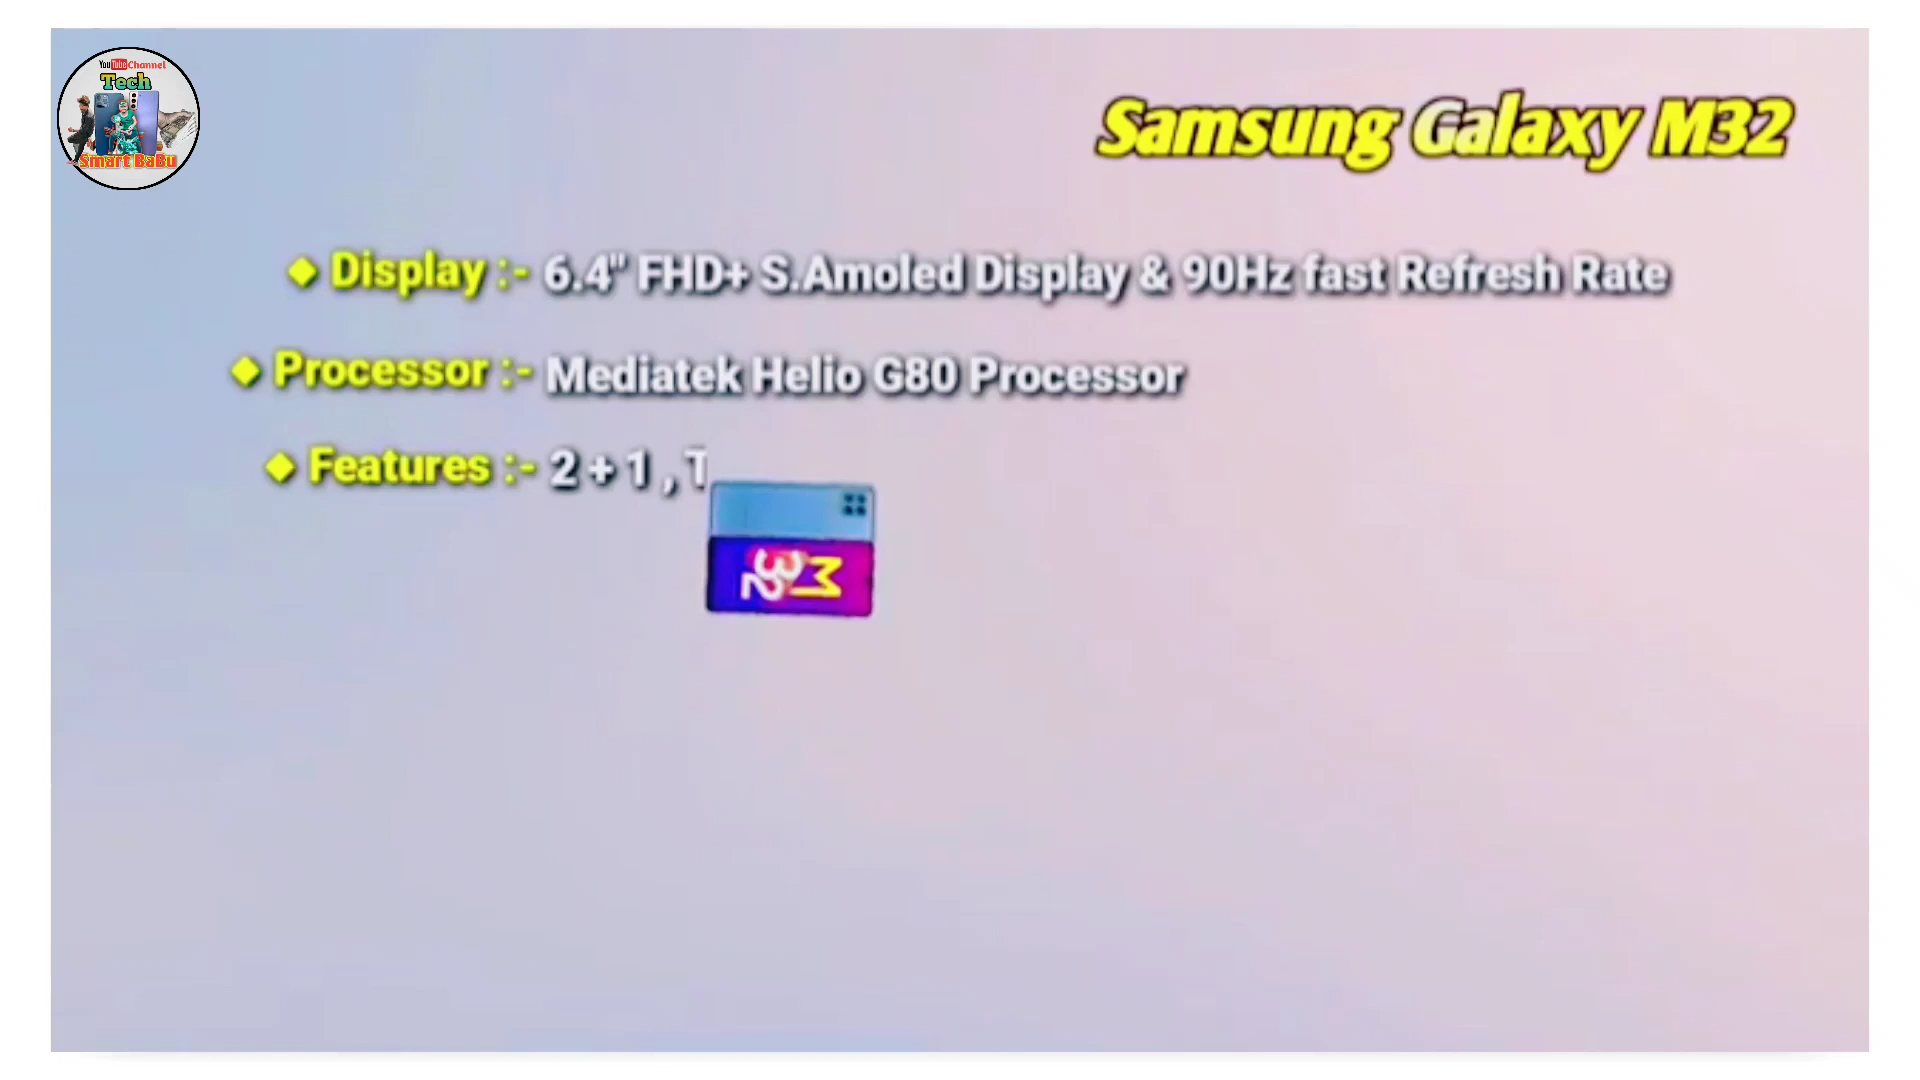 YouTube Channel
Tech
Smart BaBu
Samsung Galaxy M32
◆ Display :- 6.4" FHD+ S.Amoled Display & 90Hz fast Refresh Rate
◆ Processor :- Mediatek Helio G80 Processor
◆ Features :- 2 + 1 , T
M32